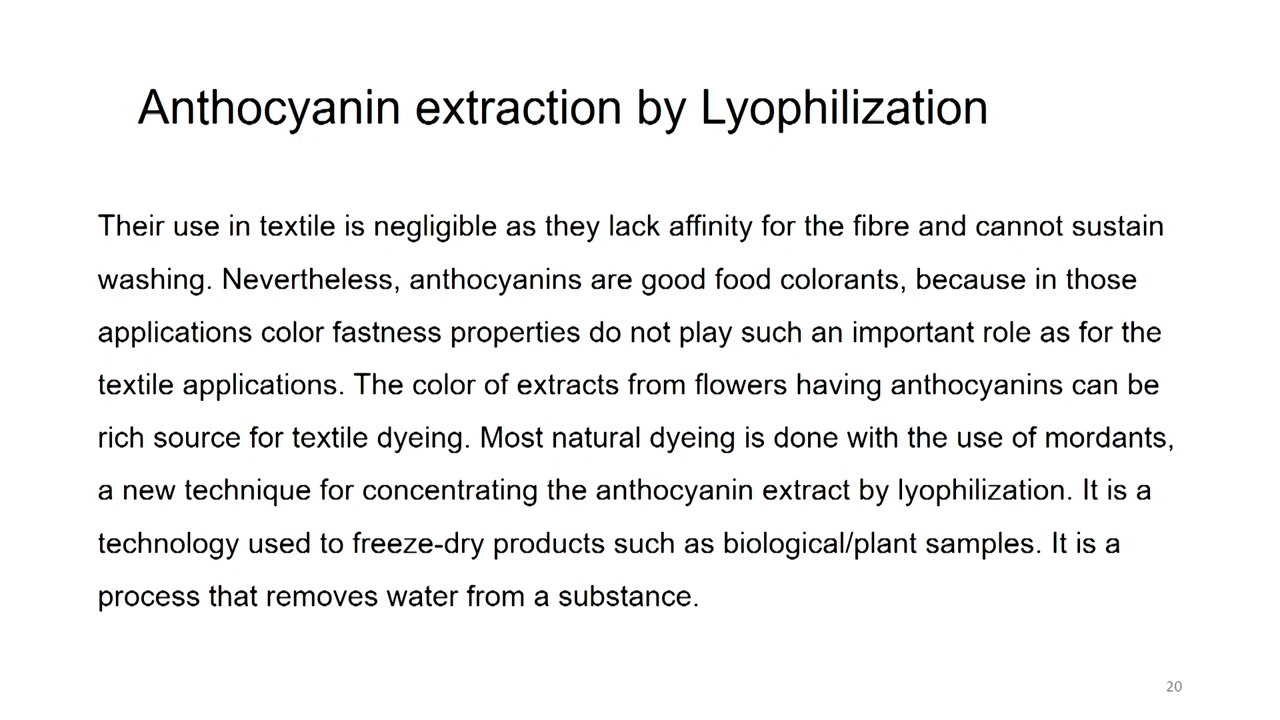 Anthocyanin extraction by Lyophilization
Their use in textile is negligible as they lack affinity for the fibre and cannot sustain
washing. Nevertheless, anthocyanins are good food colorants, because in those
applications color fastness properties do not play such an important role as for the
textile applications. The color of extracts from flowers having anthocyanins can be
rich source for textile dyeing. Most natural dyeing is done with the use of mordants,
a new technique for concentrating the anthocyanin extract by lyophilization. It is a
technology used to freeze-dry products such as biological/plant samples. It is a
process that removes water from a substance.
20